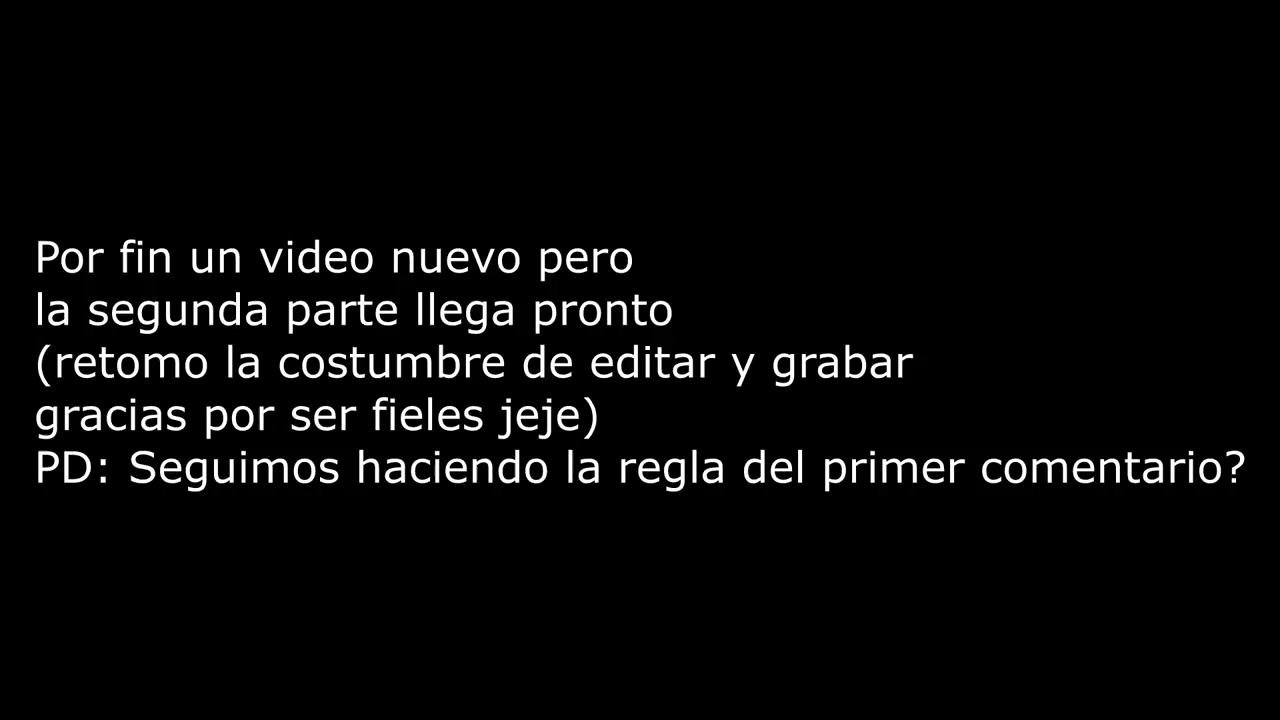 Por fin un video nuevo pero
la segunda parte llega pronto
(retomo la costumbre de editar y grabar
gracias por ser fieles jeje)
PD: Seguimos haciendo la regla del primer comentario?